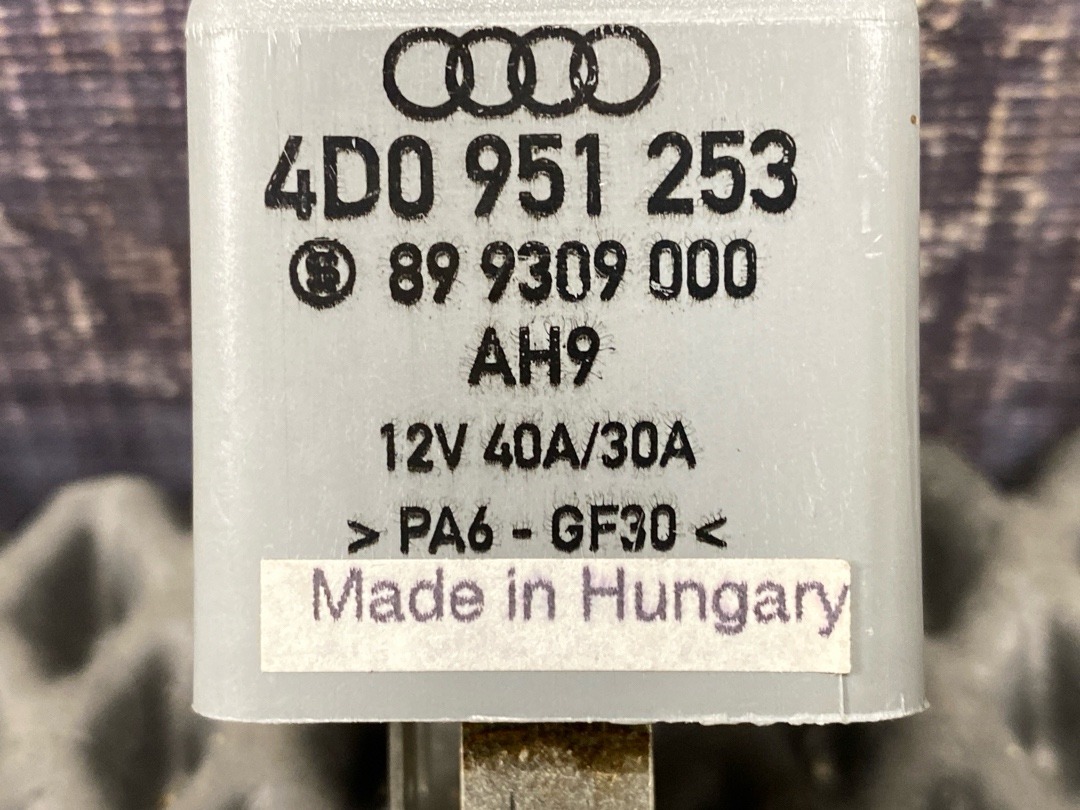 4D0 951 253
89 9309 000
AH9
12V 40A/30A
> PA6 - GF30 <
Made in Hungary